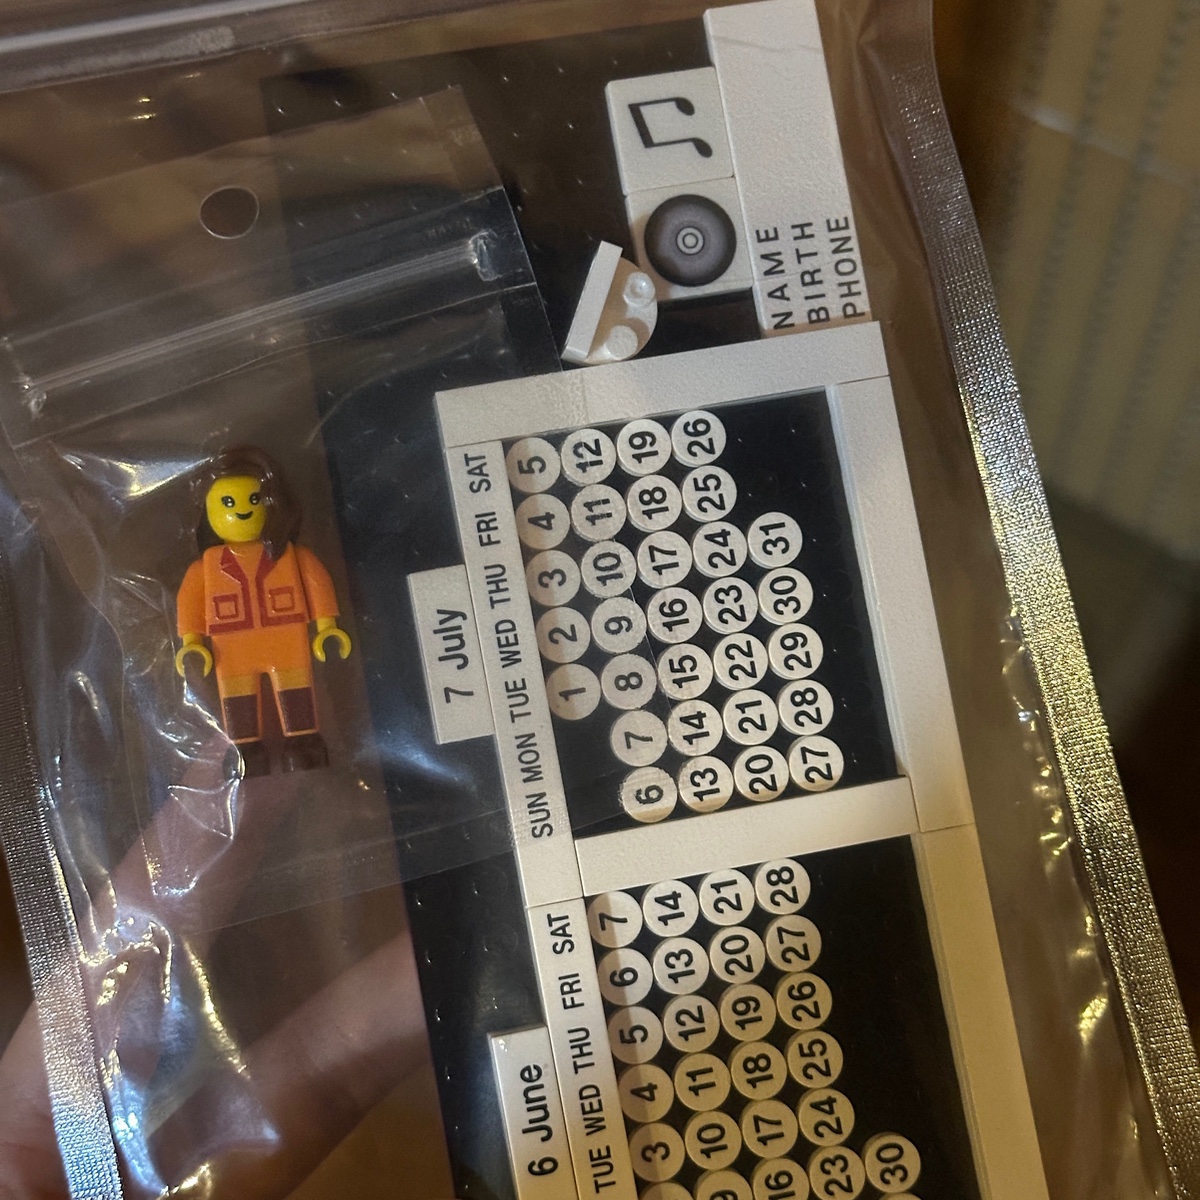 6 June
TUE WED THU FRI SAT
3 4 5 6 7
9 10 11 12 13 14
16 17 18 19 20 21
23 24 25 26 27 28
30
7 July
SUN MON TUE WED THU FRI SAT
1 2 3 4 5
6 7 8 9 10 11 12
13 14 15 16 17 18 19
20 21 22 23 24 25 26
27 28 29 30 31
NAME
BIRTH
PHONE